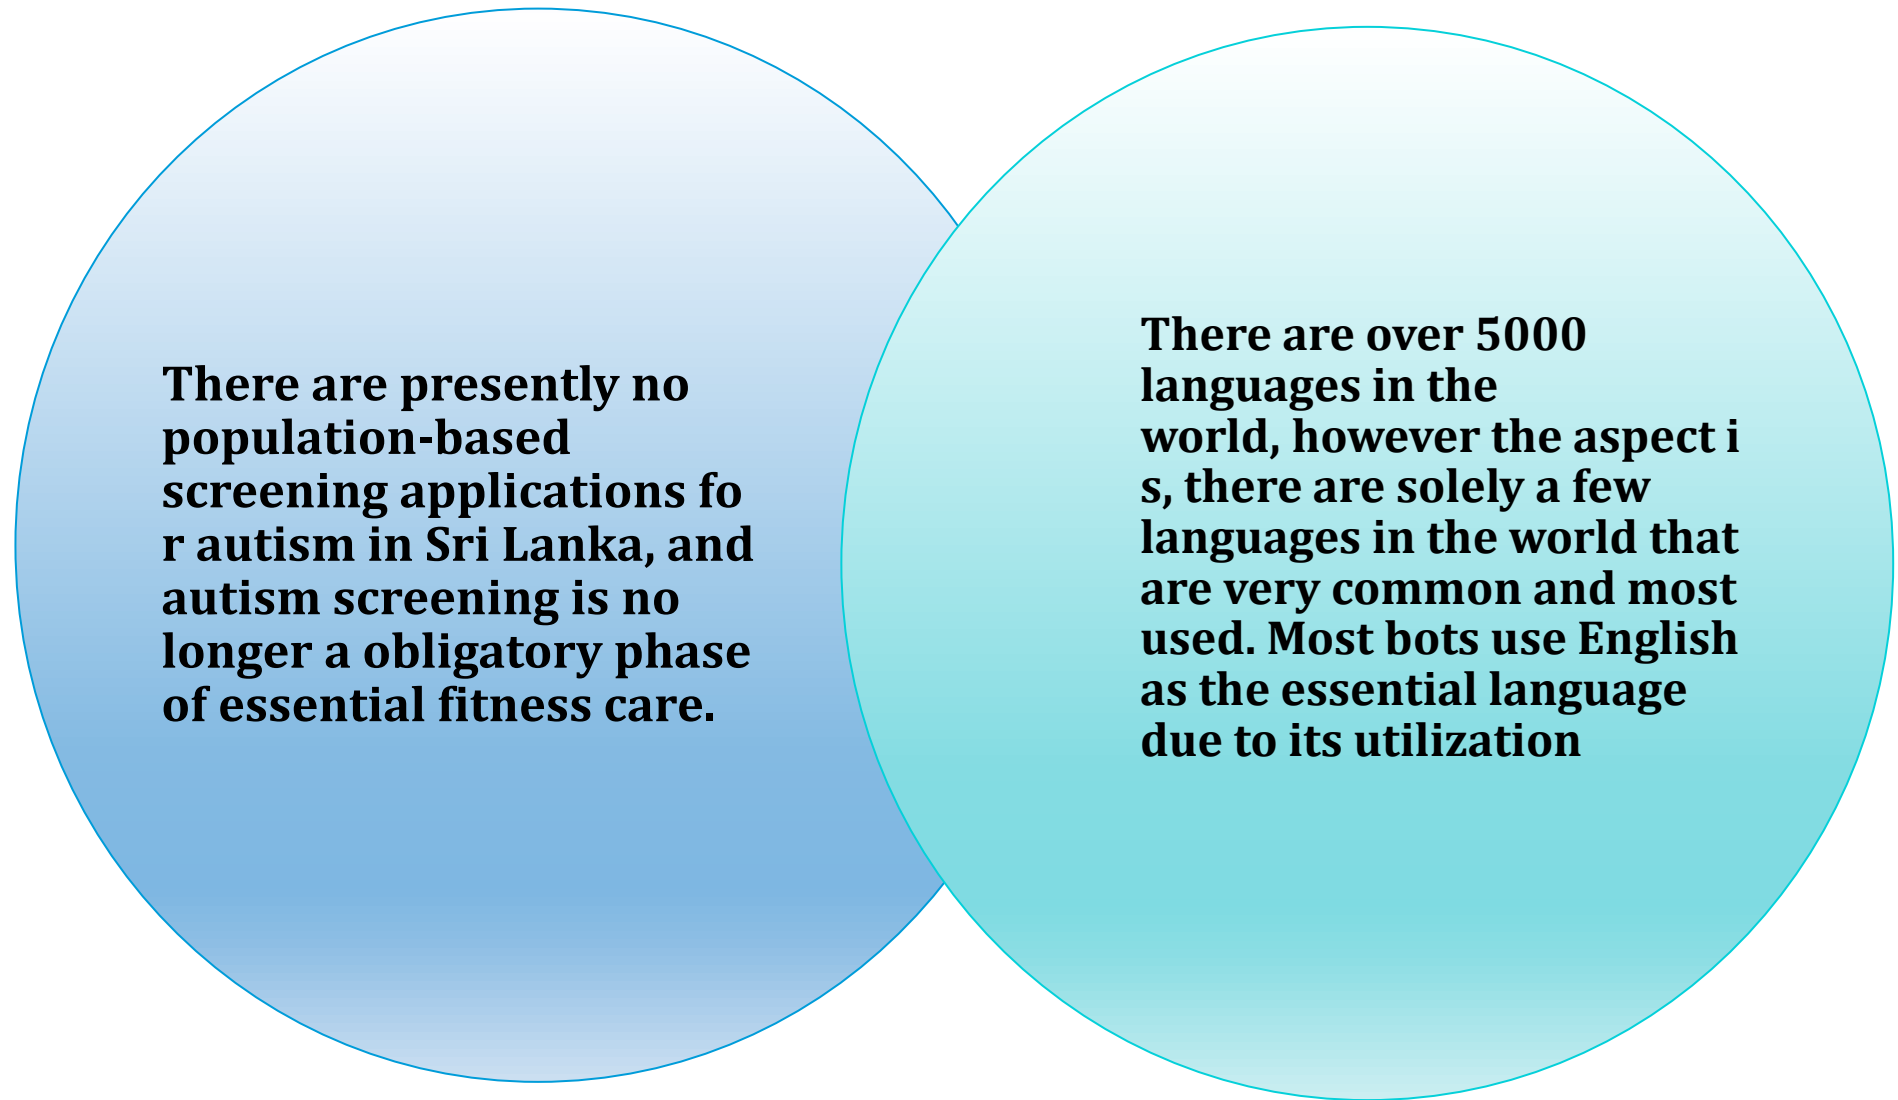 There are presently no
population-based
screening applications fo
r autism in Sri Lanka, and
autism screening is no
longer a obligatory phase
of essential fitness care.
There are over 5000
languages in the
world, however the aspect i
s, there are solely a few
languages in the world that
are very common and most
used. Most bots use English
as the essential language
due to its utilization